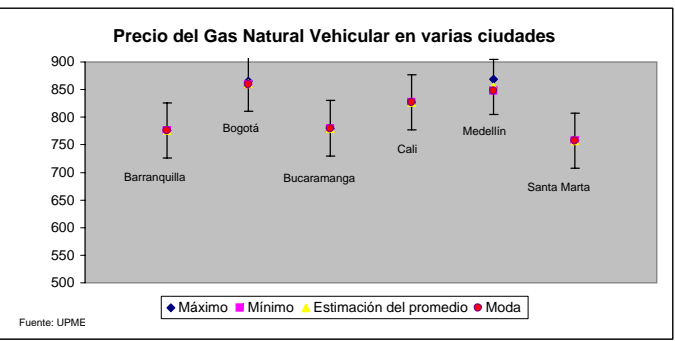 Precio del Gas Natural Vehicular en varias ciudades
900
850
800
750
700
650
600
550
500
Barranquilla
Bogotá
Bucaramanga
Cali
Medellín
Santa Marta
Máximo Mínimo Estimación del promedio Moda
Fuente: UPME